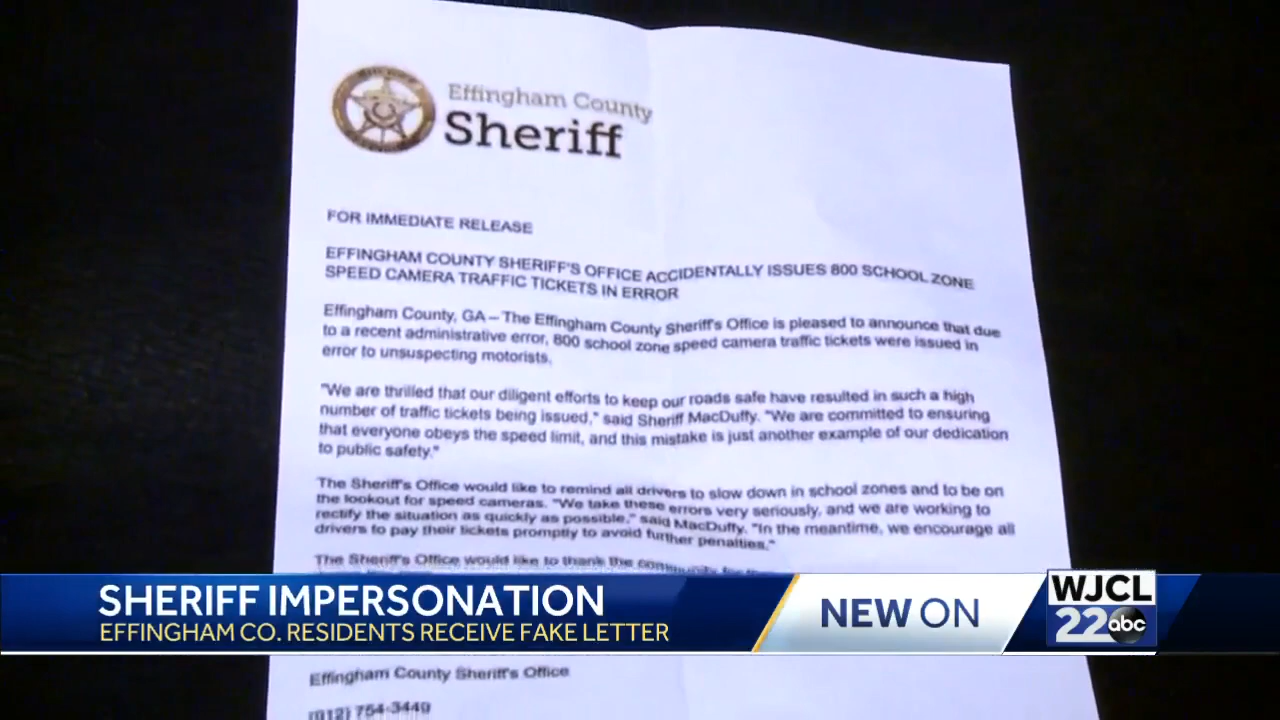 Effingham County
Sheriff
FOR IMMEDIATE RELEASE
EFFINGHAM COUNTY SHERIFF'S OFFICE ACCIDENTALLY ISSUES 800 SCHOOL ZONE
SPEED CAMERA TRAFFIC TICKETS IN ERROR
Effingham County, GA – The Effingham County Sheriff's Office is pleased to announce that due
to a recent administrative error, 800 school zone speed camera traffic tickets were issued in
error to unsuspecting motorists.
"We are thrilled that our diligent efforts to keep our roads safe have resulted in such a high
number of traffic tickets being issued," said Sheriff MacDuffy. "We are committed to ensuring
that everyone obeys the speed limit, and this mistake is just another example of our dedication
to public safety."
The Sheriff's Office would like to remind all drivers to slow down in school zones and to be on
the lookout for speed cameras. "We take these errors very seriously, and we are working to
rectify the situation as quickly as possible," said MacDuffy. "In the meantime, we encourage all
drivers to pay their tickets promptly to avoid further penalties."
The Sheriff's Office would like to thank the community for
SHERIFF IMPERSONATION
EFFINGHAM CO. RESIDENTS RECEIVE FAKE LETTER
NEW ON
WJCL
22 abc
Effingham County Sheriff's Office
(912) 754-3449